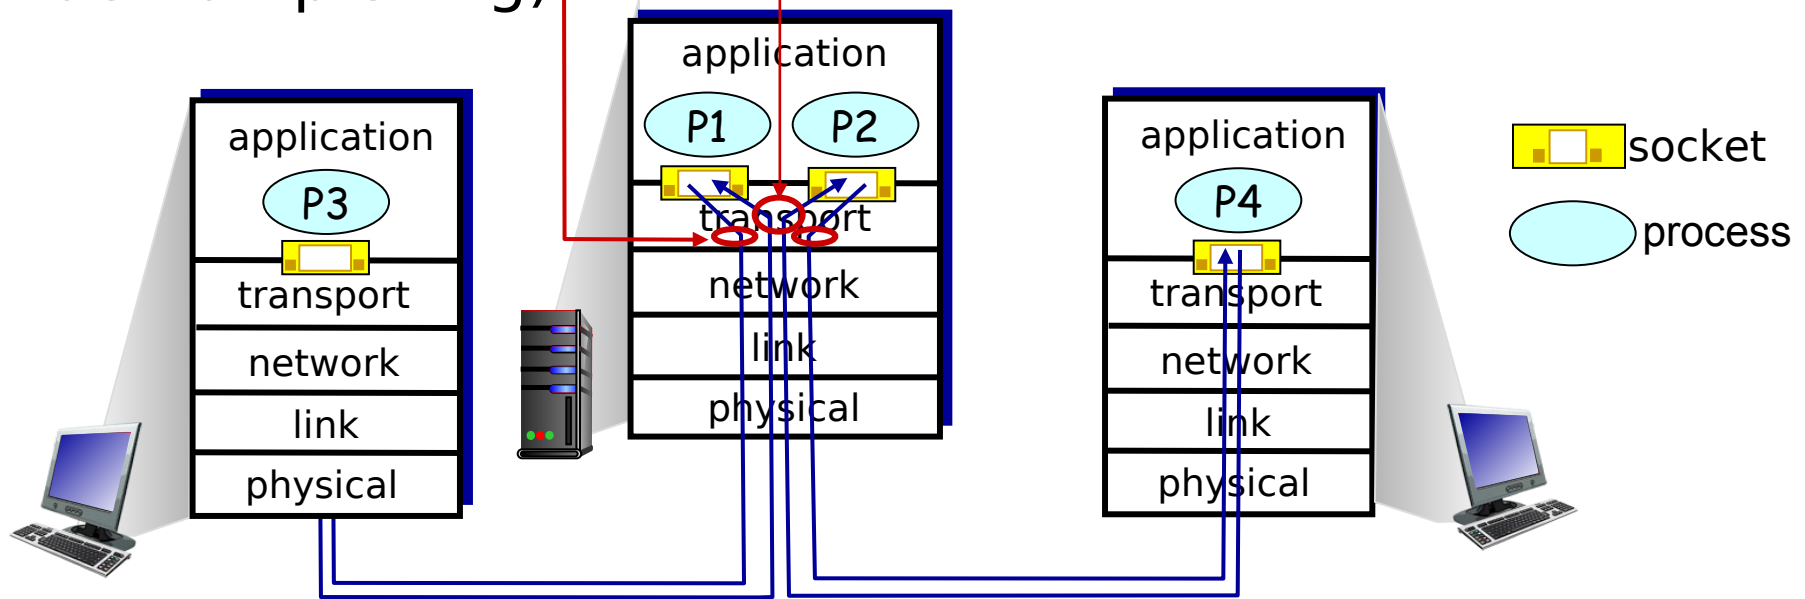 application
P3
transport
network
link
physical
application
P1 P2
transport
network
link
physical
application
P4
transport
network
link
physical
socket
process